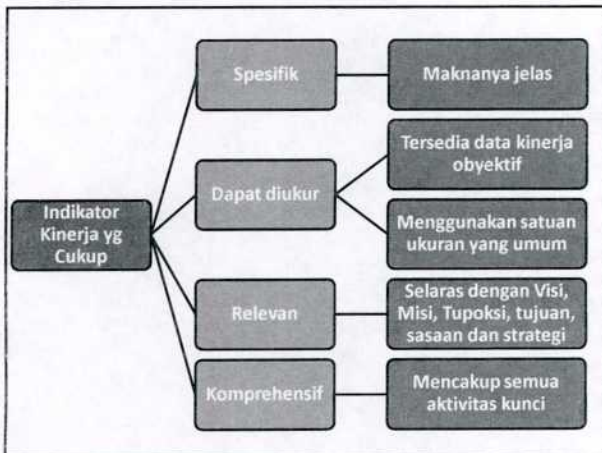 Indikator
Kinerja yg
Cukup
Spesifik
Maknanya jelas
Dapat diukur
Tersedia data kinerja
obyektif
Menggunakan satuan
ukuran yang umum
Relevan
Selaras dengan Visi,
Misi, Tupoksi, tujuan,
sasaan dan strategi
Komprehensif
Mencakup semua
aktivitas kunci